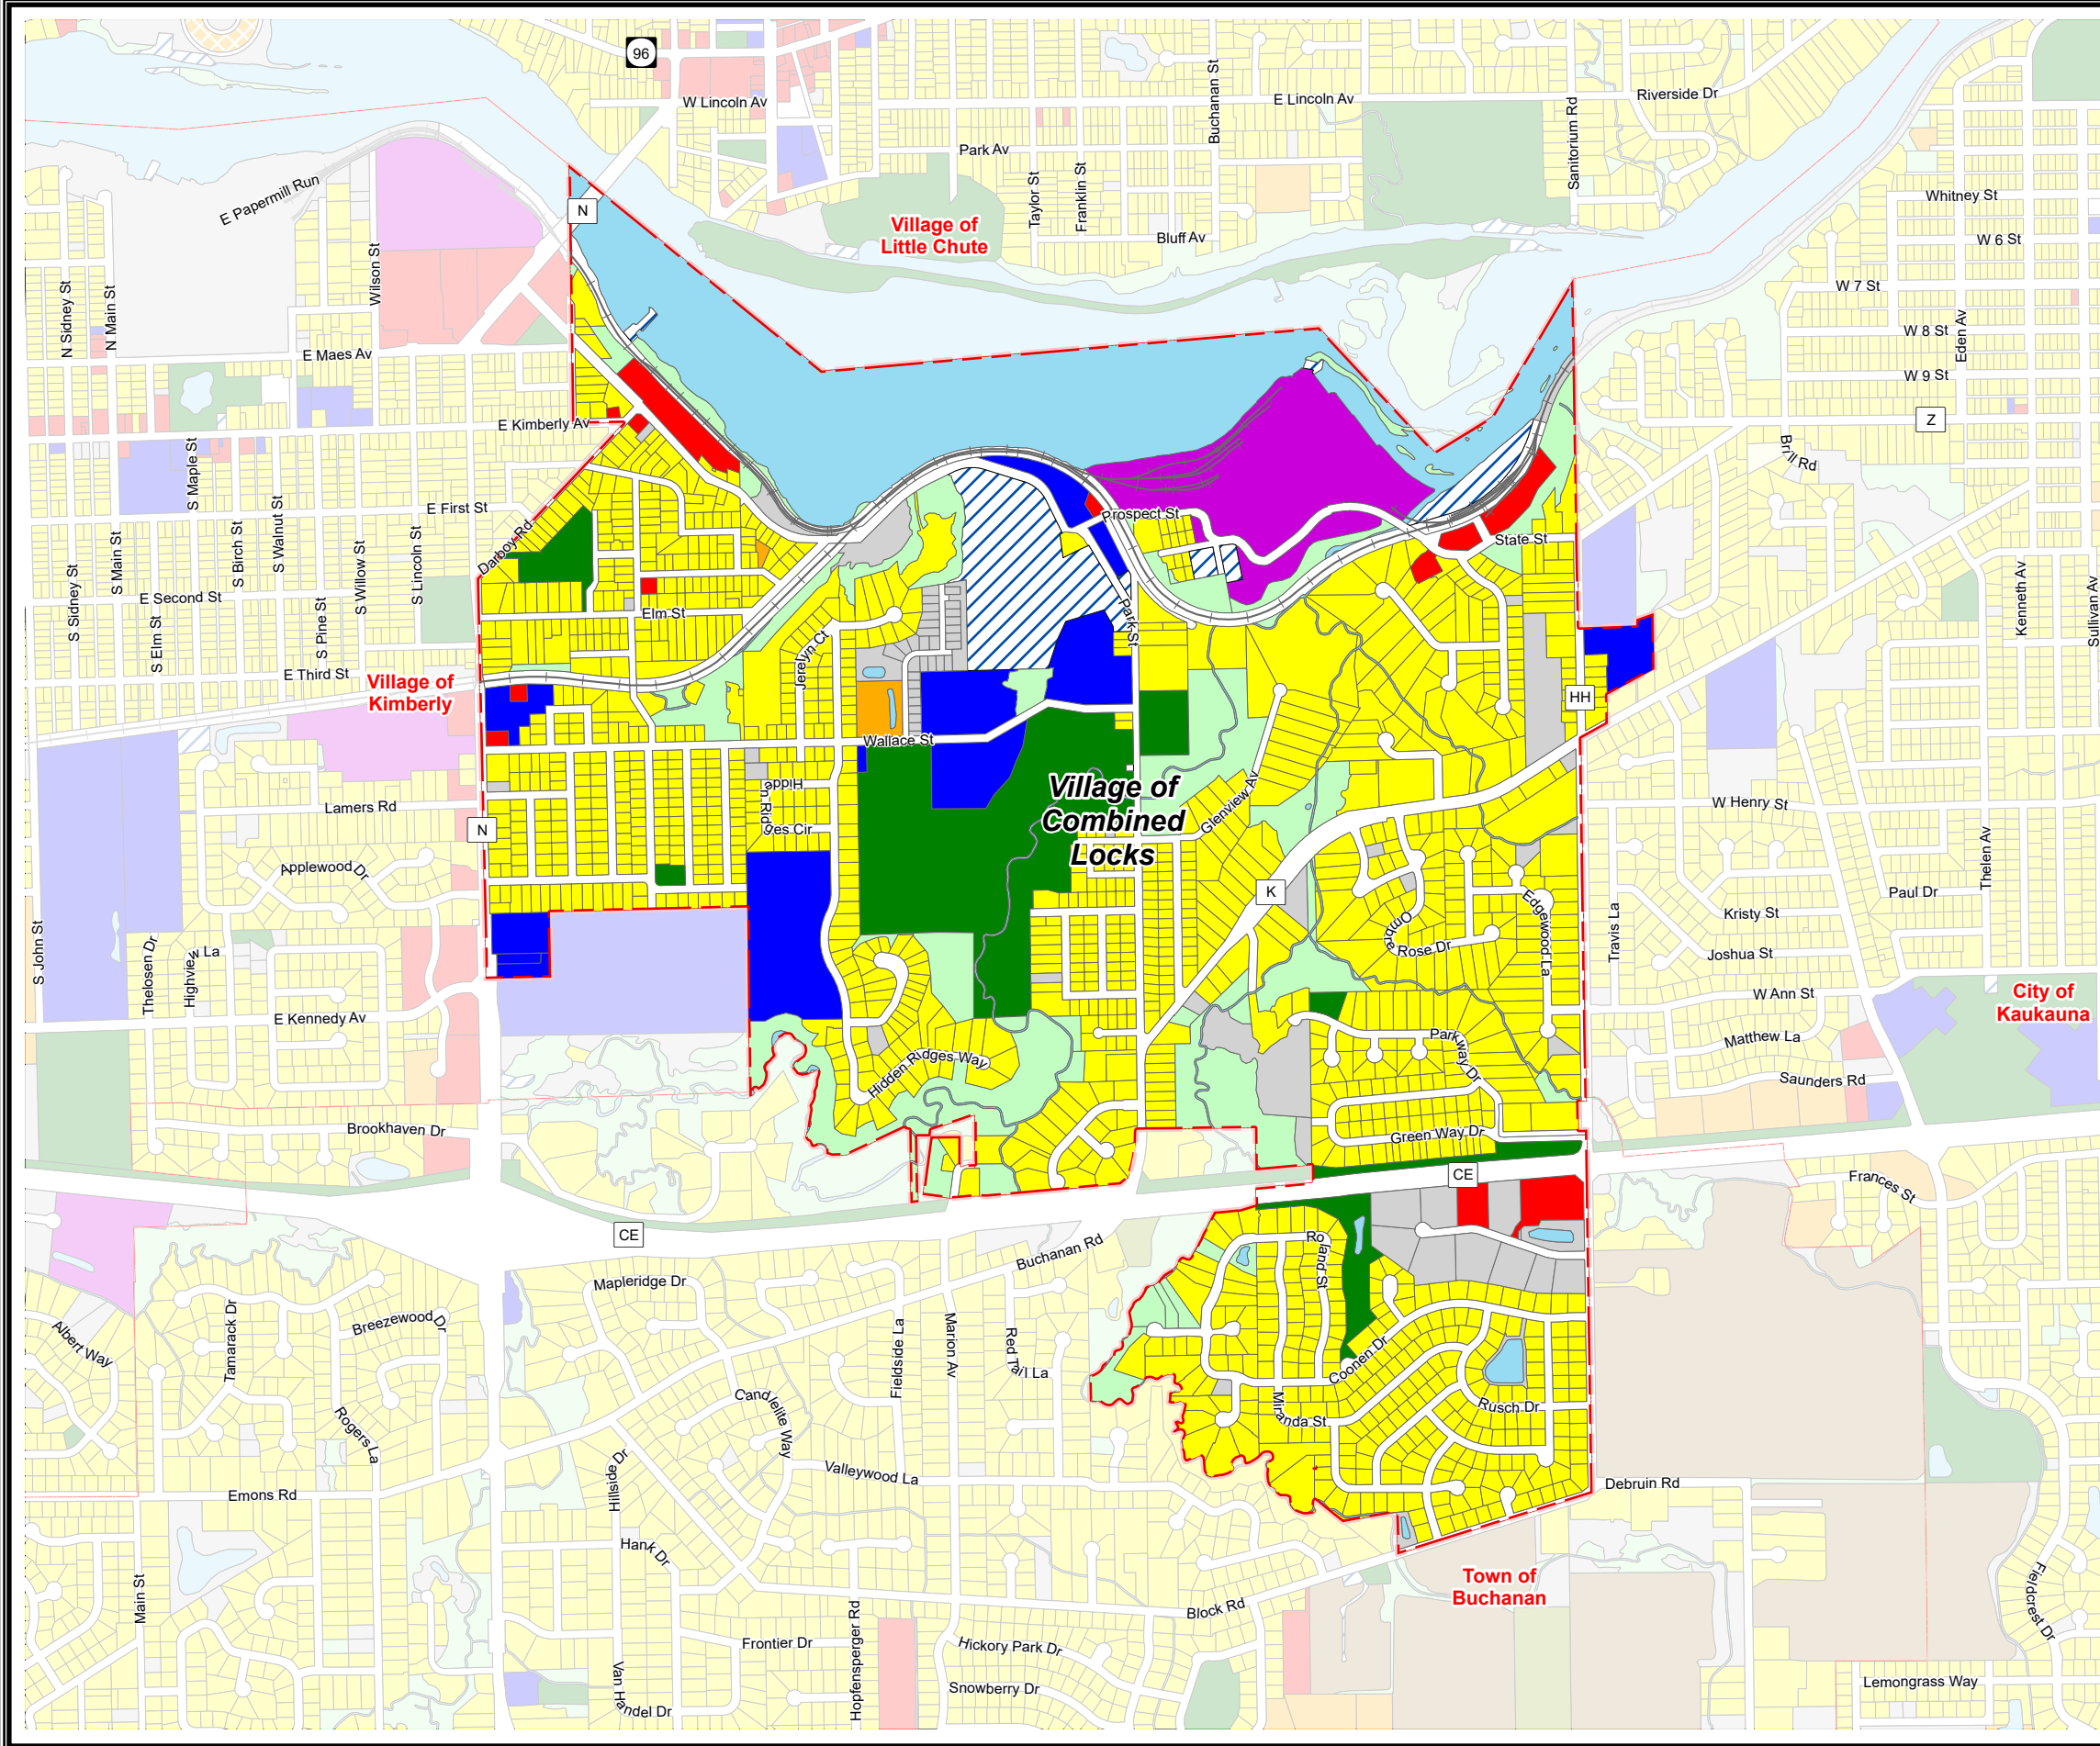 96
W Lincoln Av
Buchanan St
E Lincoln Av
Sanitorium Rd
Riverside Dr
E Papermill Run
Park Av
Taylor St
Franklin St
Whitney St
N
Village of
Little Chute
Bluff Av
W 6 St
Wilson St
N Sidney St
N Main St
W 7 St
E Maes Av
W 8 St
Eden Av
W 9 St
E Kimberly Av
Z
S Maple St
Brill Rd
E First St
Darboy Rd
Prospect St
State St
S Main St
S Birch St
S Walnut St
S Willow St
S Lincoln St
S Sidney St
E Second St
S Elm St
S Pine St
Elm St
Park St
Kenneth Av
Sullivan Av
Jerelyn Ct
E Third St
Village of
Kimberly
HH
Wallace St
Hidden Ridges Cir
Village of
Combined
Locks
Glenview Av
W Henry St
Lamers Rd
N
Applewood Dr
K
Thelen Av
Paul Dr
Edgewood La
Ombre
Rose Dr
Travis La
Kristy St
Joshua St
S John St
Thelosen Dr
Highview La
W Ann St
City of
Kaukauna
E Kennedy Av
Matthew La
Parkway Dr
Hidden Ridges Way
Saunders Rd
Brookhaven Dr
Green Way Dr
CE
Frances St
CE
Buchanan Rd
Roland St
Mapleridge Dr
Albert Way
Tamarack Dr
Breezewood Dr
Fieldside La
Marion Av
Red Tail La
Coonen Dr
Candlelite Way
Miranda St
Rusch Dr
Rogers La
Valleywood La
Hillside Dr
Emons Rd
Debruin Rd
Hank Dr
Town of
Buchanan
Main St
Block Rd
Fieldcrest Dr
Hopfensperger Rd
Frontier Dr
Hickory Park Dr
Van Handel Dr
Snowberry Dr
Lemongrass Way